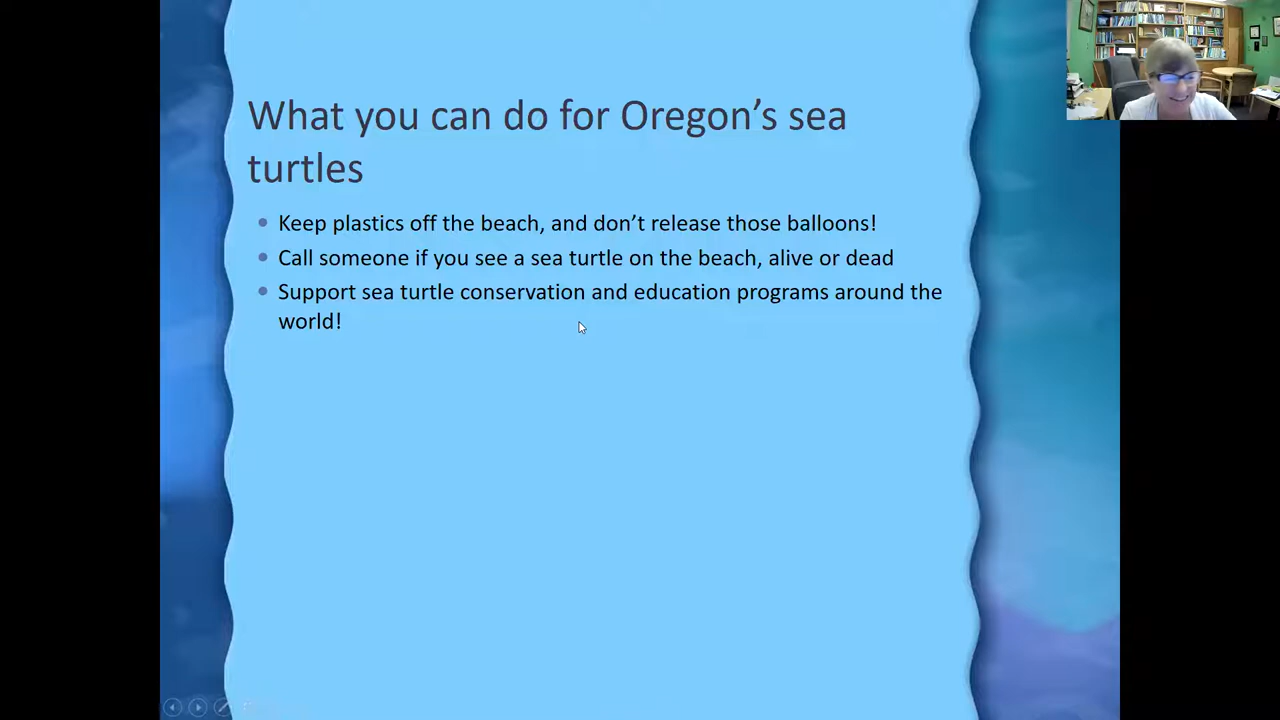 What you can do for Oregon’s sea
turtles
Keep plastics off the beach, and don’t release those balloons!
Call someone if you see a sea turtle on the beach, alive or dead
Support sea turtle conservation and education programs around the
world!